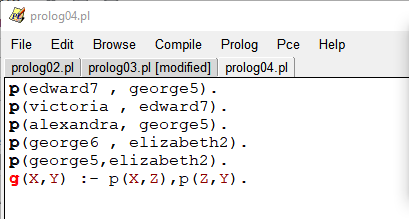 prolog04.pl
File Edit Browse Compile Prolog Pce Help
prolog02.pl prolog03.pl [modified] prolog04.pl
p(edward7 , george5).
p(victoria , edward7).
p(alexandra, george5).
p(george6 , elizabeth2).
p(george5,elizabeth2).
g(X,Y) :- p(X,Z),p(Z,Y).